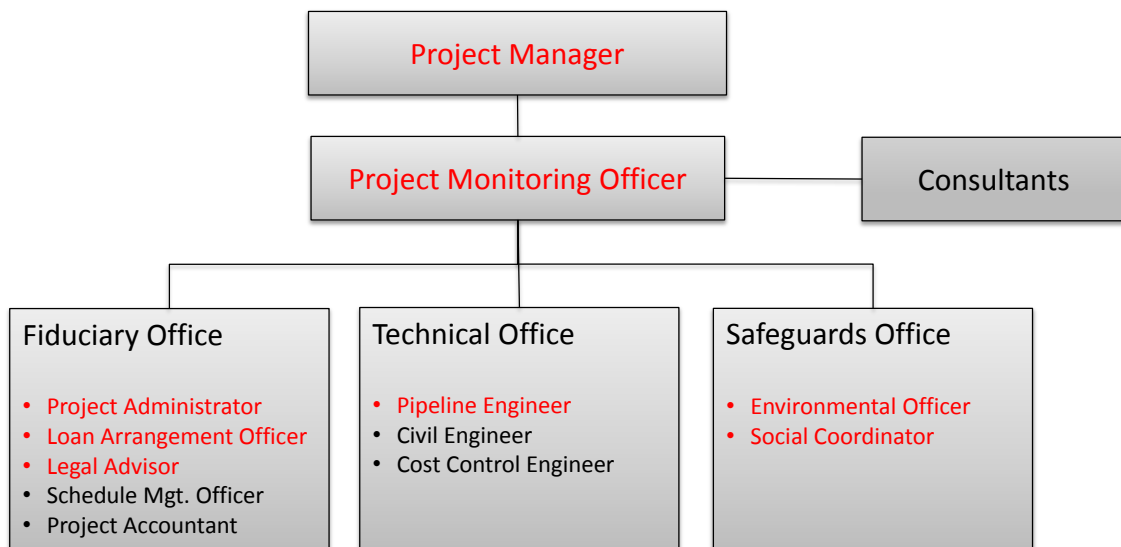 Project Manager
Project Monitoring Officer
Consultants
Fiduciary Office
• Project Administrator
• Loan Arrangement Officer
• Legal Advisor
• Schedule Mgt. Officer
• Project Accountant
Technical Office
• Pipeline Engineer
• Civil Engineer
• Cost Control Engineer
Safeguards Office
• Environmental Officer
• Social Coordinator